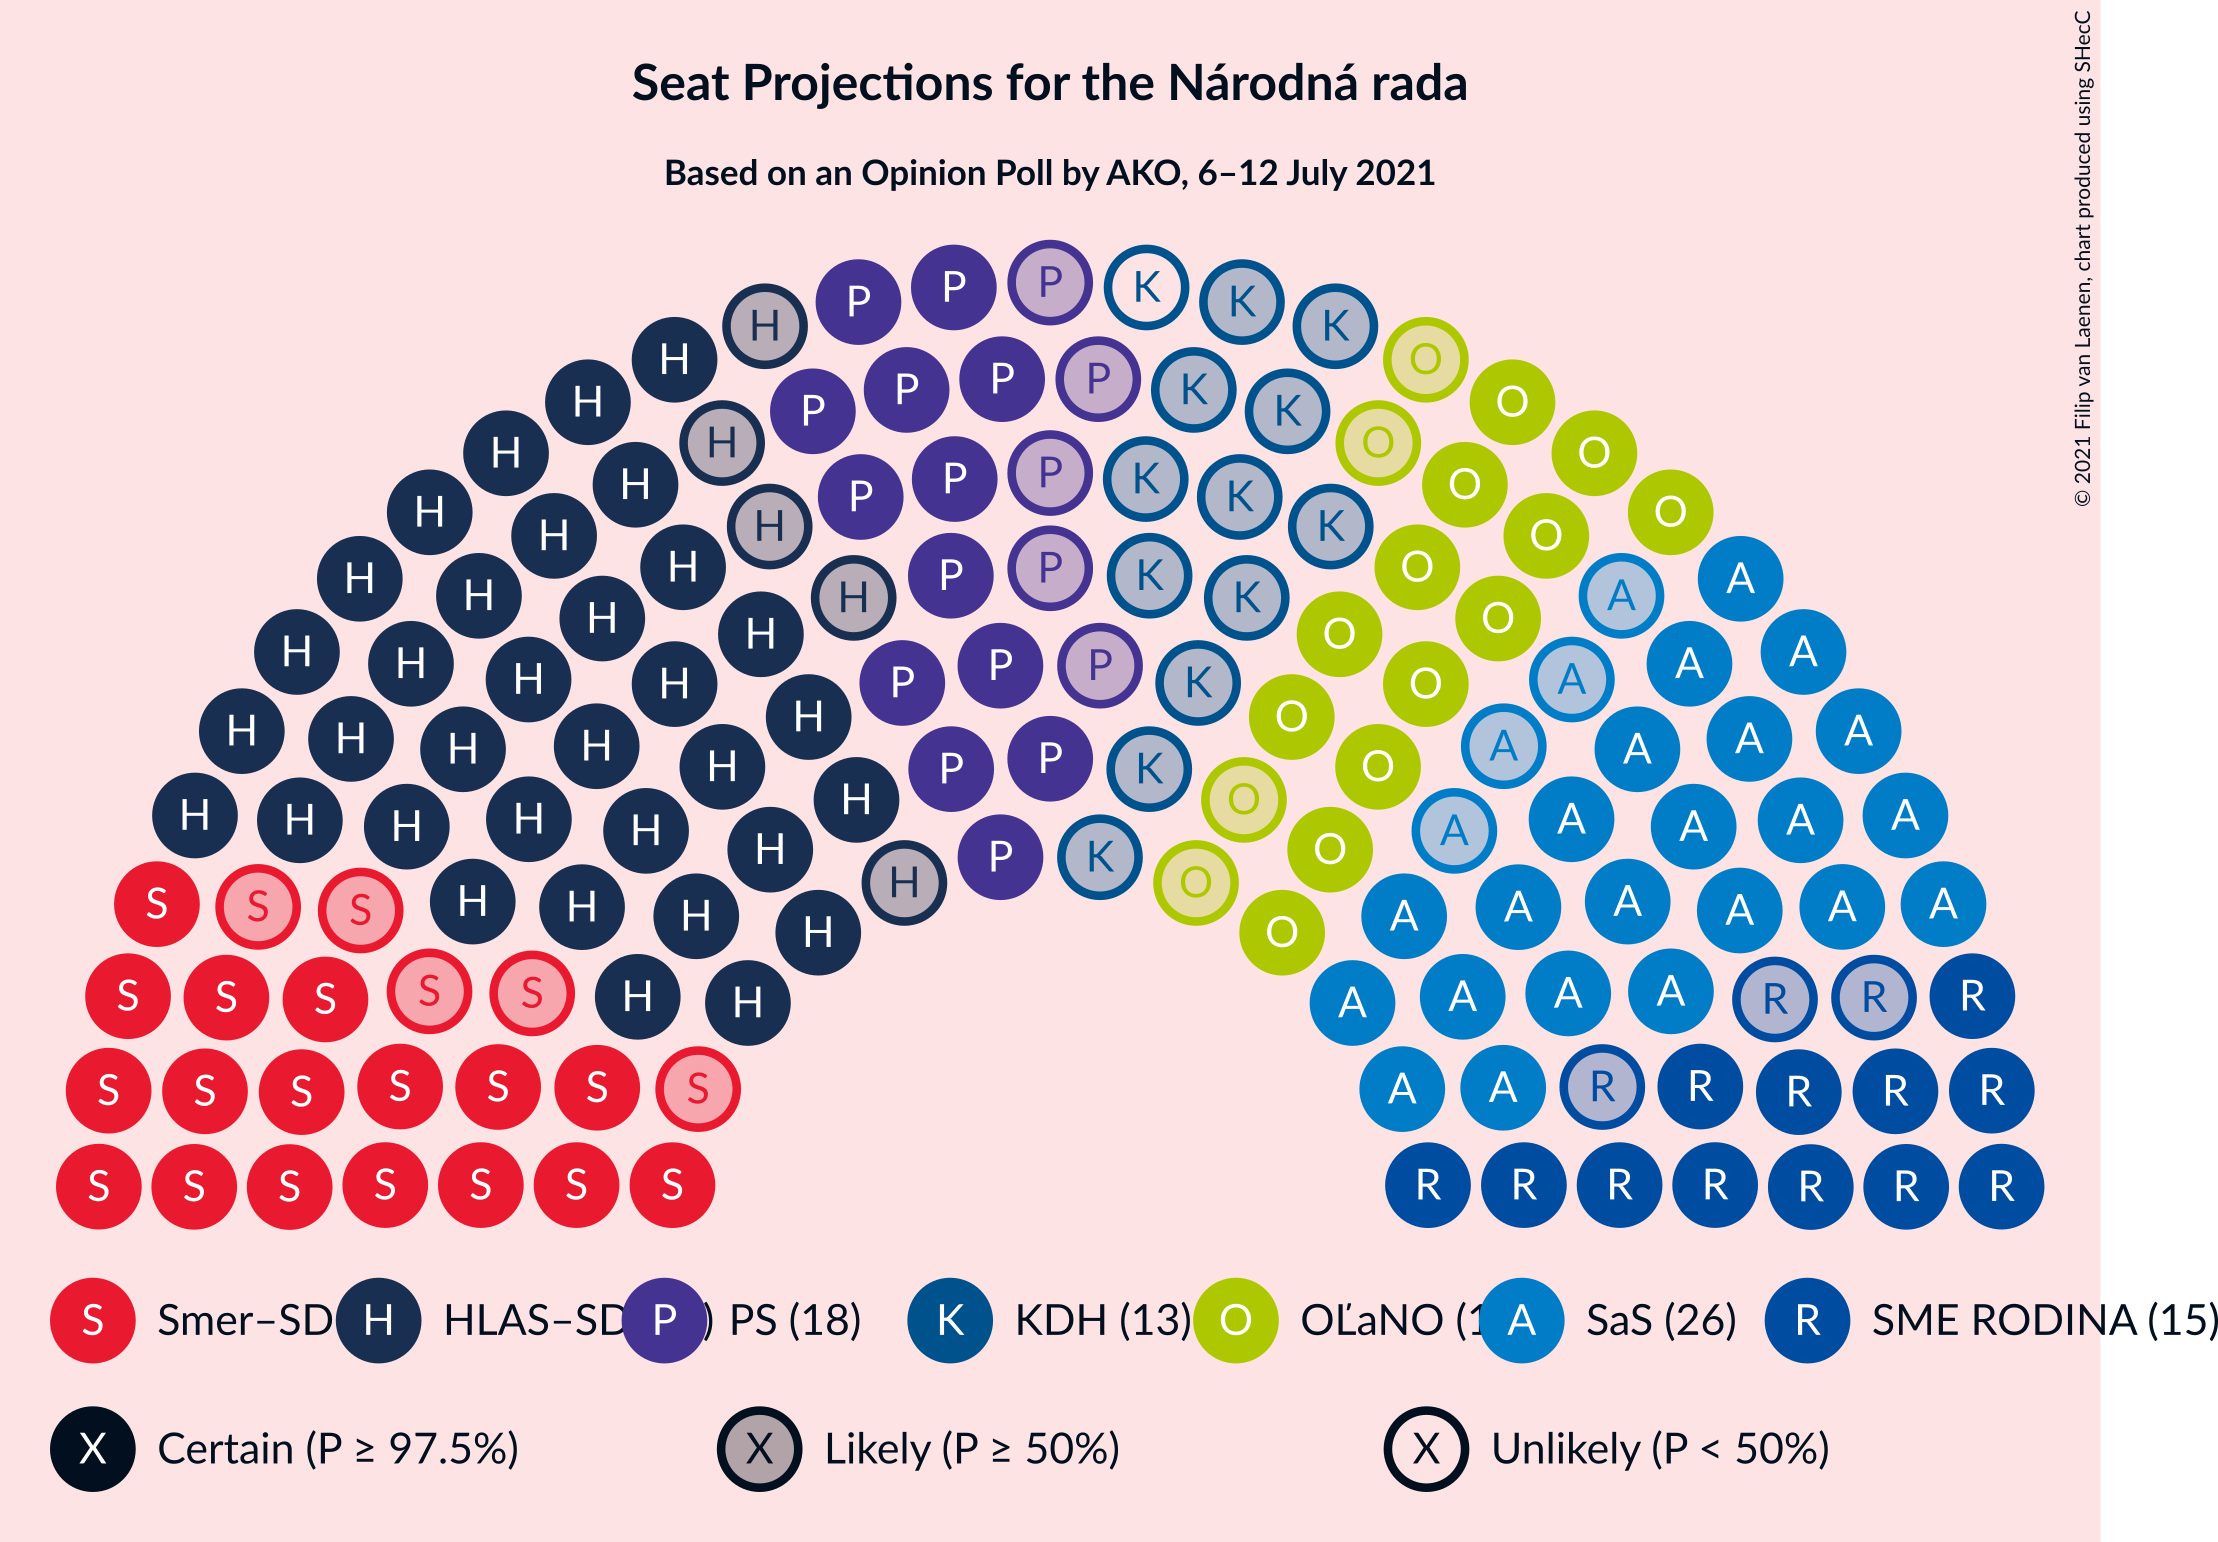 Seat Projections for the Národná rada
Based on an Opinion Poll by AKO, 6–12 July 2021
© 2021 Filip van Laenen, chart produced using SHecC
P P P K K
H P K K
H H P P P P K K O O
H H H P P P K K K O O O
H H H H H P P K K O O O O
H H H H H P P P K O O A A
H H H H H H P P K O O A A A A
H H H H H H H P K O O A A A A A
S S S H H H H H O A A A A A A
S S S S S H H A A A A R R R
S S S S S S S A A R R R R R
S S S S S S S R R R R R R R
S Smer–SD H HLAS–SD P ) PS (18) K KDH (13) O OĽaNO (1 A SaS (26) R SME RODINA (15)
X Certain (P ≥ 97.5%) X Likely (P ≥ 50%) X Unlikely (P < 50%)